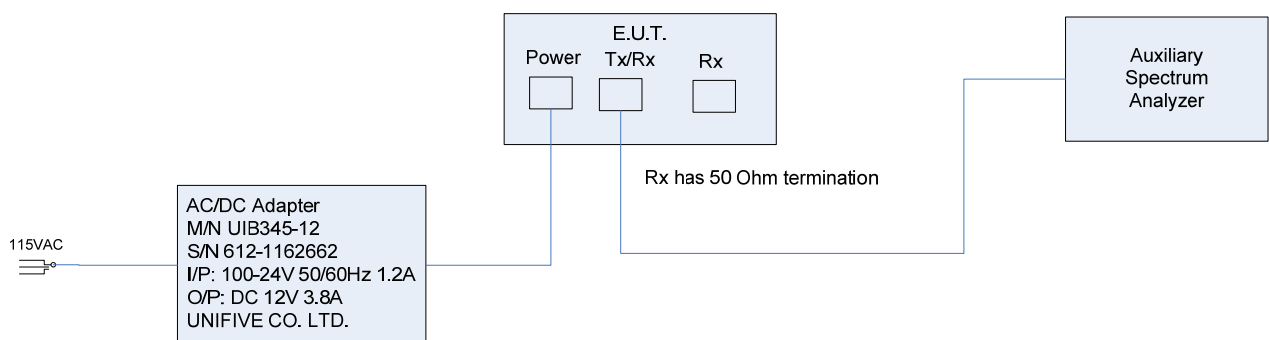 E.U.T.
Power Tx/Rx Rx
Auxiliary
Spectrum
Analyzer
Rx has 50 Ohm termination
115VAC
AC/DC Adapter
M/N UIB345-12
S/N 612-1162662
I/P: 100-24V 50/60Hz 1.2A
O/P: DC 12V 3.8A
UNIFIVE CO. LTD.